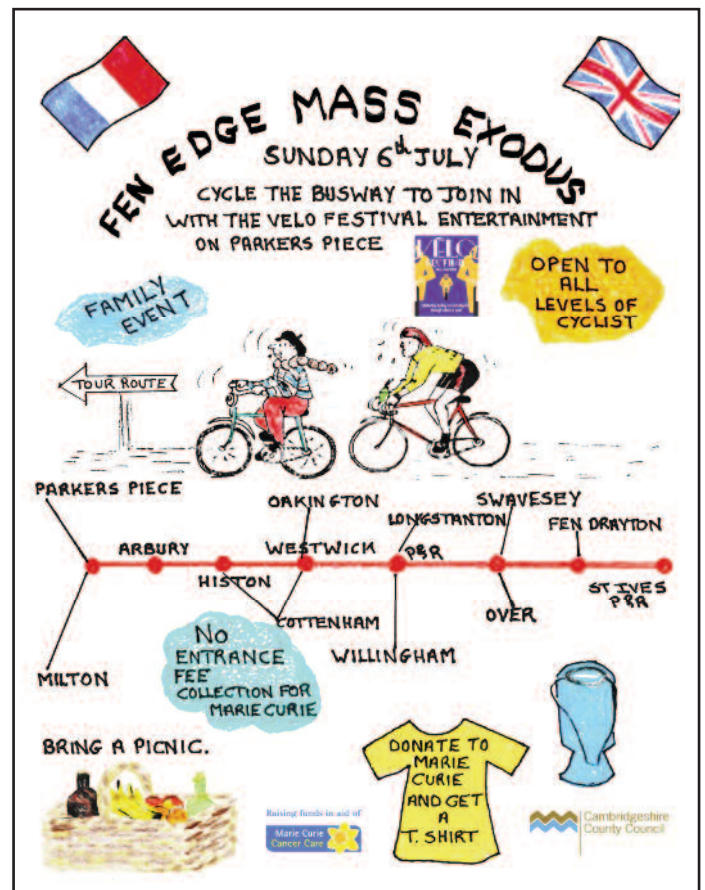 FEN EDGE MASS EXODUS
SUNDAY 6th JULY
CYCLE THE BUSWAY TO JOIN IN
WITH THE VELO FESTIVAL ENTERTAINMENT
ON PARKERS PIECE
VELO
FAMILY
EVENT
OPEN TO
ALL
LEVELS OF
CYCLIST
TOUR ROUTE
PARKERS PIECE
OAKINGTON
SWAVESEY
LONGSTANTON
FEN DRAYTON
ARBURY
WESTWICK
P&R
HISTON
ST IVES
P&R
COTTENHAM
OVER
WILLINGHAM
MILTON
NO
ENTRANCE
FEE
COLLECTION FOR
MARIE CURIE
BRING A PICNIC.
DONATE TO
MARIE
CURIE
AND GET
A
T. SHIRT
Raising funds in aid of
Marie Curie
Cancer Care
Cambridgeshire
County Council